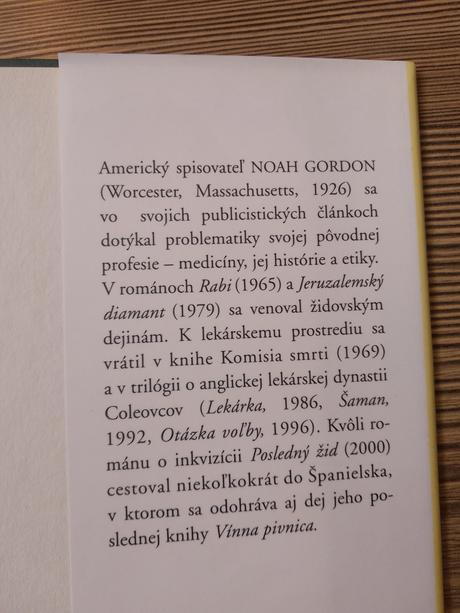 Americký spisovateľ NOAH GORDON
(Worcester, Massachusetts, 1926) sa
vo svojich publicistických článkoch
dotýkal problematiky svojej pôvodnej
profesie – medicíny, jej histórie a etiky.
V románoch Rabi (1965) a Jeruzalemský
diamant (1979) sa venoval židovským
dejinám. K lekárskemu prostrediu sa
vrátil v knihe Komisia smrti (1969)
a v trilógii o anglickej lekárskej dynastii
Coleovcov (Lekárka, 1986, Šaman,
1992, Otázka voľby, 1996). Kvôli ro-
mánu o inkvizícii Posledný žid (2000)
cestoval niekoľkokrát do Španielska,
v ktorom sa odohráva aj dej jeho po-
slednej knihy Vínna pivnica.